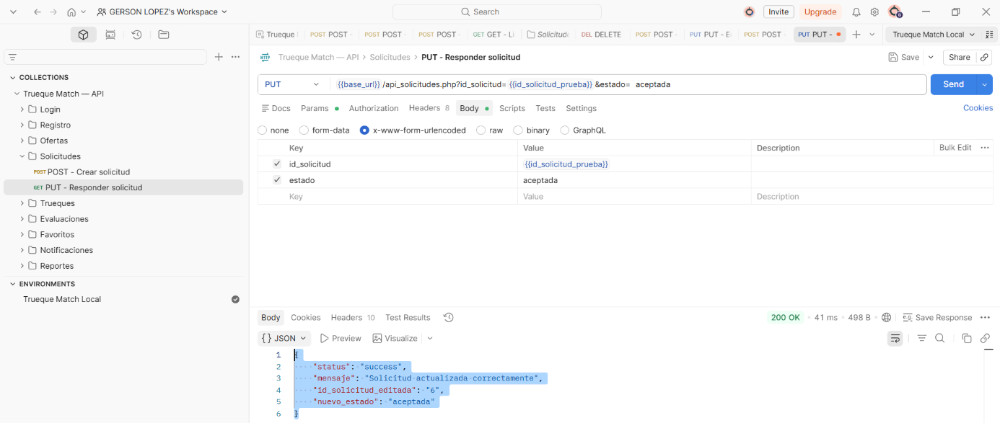 GERSON LOPEZ's Workspace
Search
Invite
Upgrade
Trueque
POST POST
POST POST
POST POST
GET GET - Li
Solicitude
DEL DELETE
POST POST
PUT PUT - E
POST POST
PUT PUT -
Trueque Match Local
Trueque Match — API > Solicitudes > PUT - Responder solicitud
Save
Share
COLLECTIONS
Trueque Match — API
Login
Registro
Ofertas
Solicitudes
POST POST - Crear solicitud
GET PUT - Responder solicitud
Trueques
Evaluaciones
Favoritos
Notificaciones
Reportes
ENVIRONMENTS
Trueque Match Local
PUT
{{base_url}} /api_solicitudes.php?id_solicitud= {{id_solicitud_prueba}} &estado= aceptada
Send
Docs Params Authorization Headers 8 Body Scripts Tests Settings
Cookies
none form-data x-www-form-urlencoded raw binary GraphQL
Key Value Description Bulk Edit
id_solicitud {{id_solicitud_prueba}}
estado aceptada
Key Value Description
Body Cookies Headers 10 Test Results
200 OK • 41 ms • 498 B
Save Response
{} JSON Preview Visualize
1 {
2 "status": "success",
3 "mensaje": "Solicitud actualizada correctamente",
4 "id_solicitud_editada": "6",
5 "nuevo_estado": "aceptada"
6 }